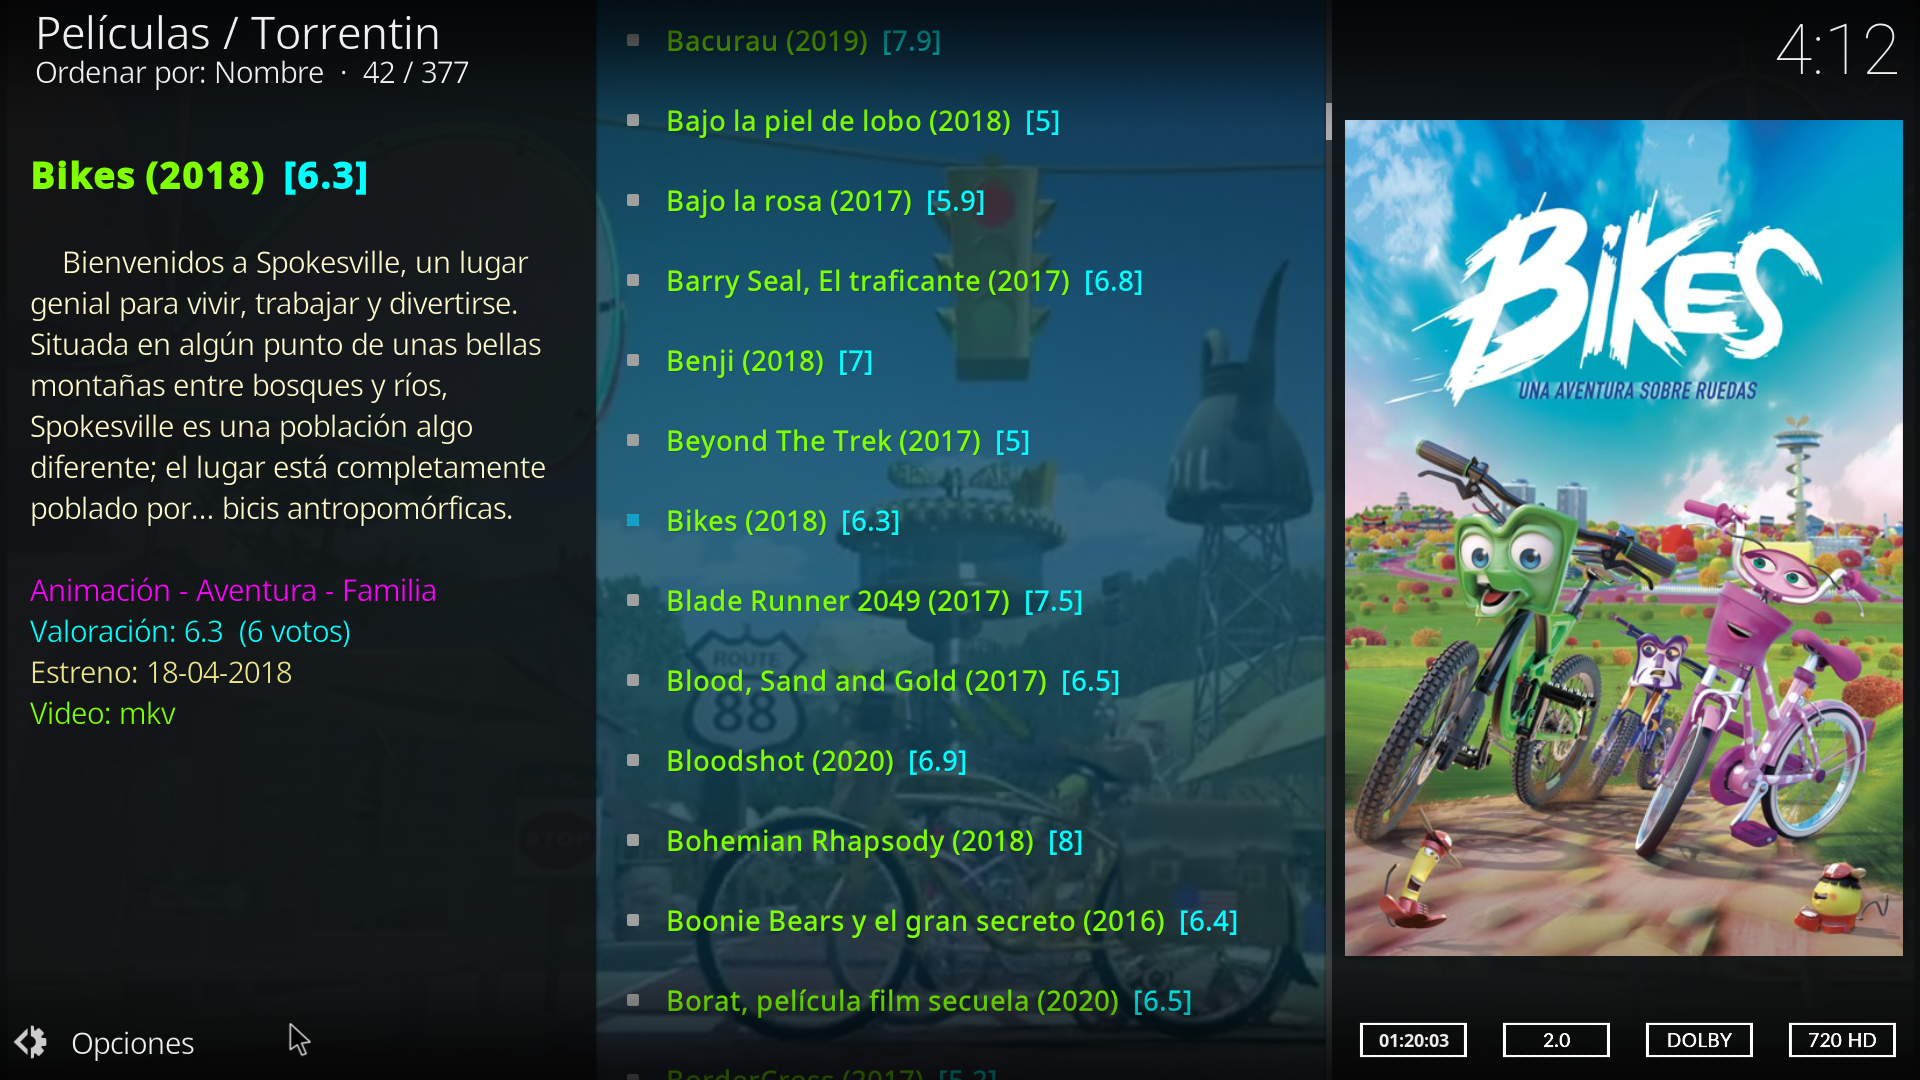 Películas / Torrentin
Ordenar por: Nombre · 42 / 377
4:12
Bikes (2018) [6.3]
Bienvenidos a Spokesville, un lugar
genial para vivir, trabajar y divertirse.
Situada en algún punto de unas bellas
montañas entre bosques y ríos,
Spokesville es una población algo
diferente; el lugar está completamente
poblado por... bicis antropomórficas.
Animación - Aventura - Familia
Valoración: 6.3 (6 votos)
Estreno: 18-04-2018
Video: mkv
Opciones
Bacurau (2019) [7.9]
Bajo la piel de lobo (2018) [5]
Bajo la rosa (2017) [5.9]
Barry Seal, El traficante (2017) [6.8]
Benji (2018) [7]
Beyond The Trek (2017) [5]
Bikes (2018) [6.3]
Blade Runner 2049 (2017) [7.5]
Blood, Sand and Gold (2017) [6.5]
Bloodshot (2020) [6.9]
Bohemian Rhapsody (2018) [8]
Boonie Bears y el gran secreto (2016) [6.4]
Borat, película film secuela (2020) [6.5]
BorderCross (2017) [5.2]
ROUTE
88
STOP
BiKES
UNA AVENTURA SOBRE RUEDAS
01:20:03
2.0
DOLBY
720 HD